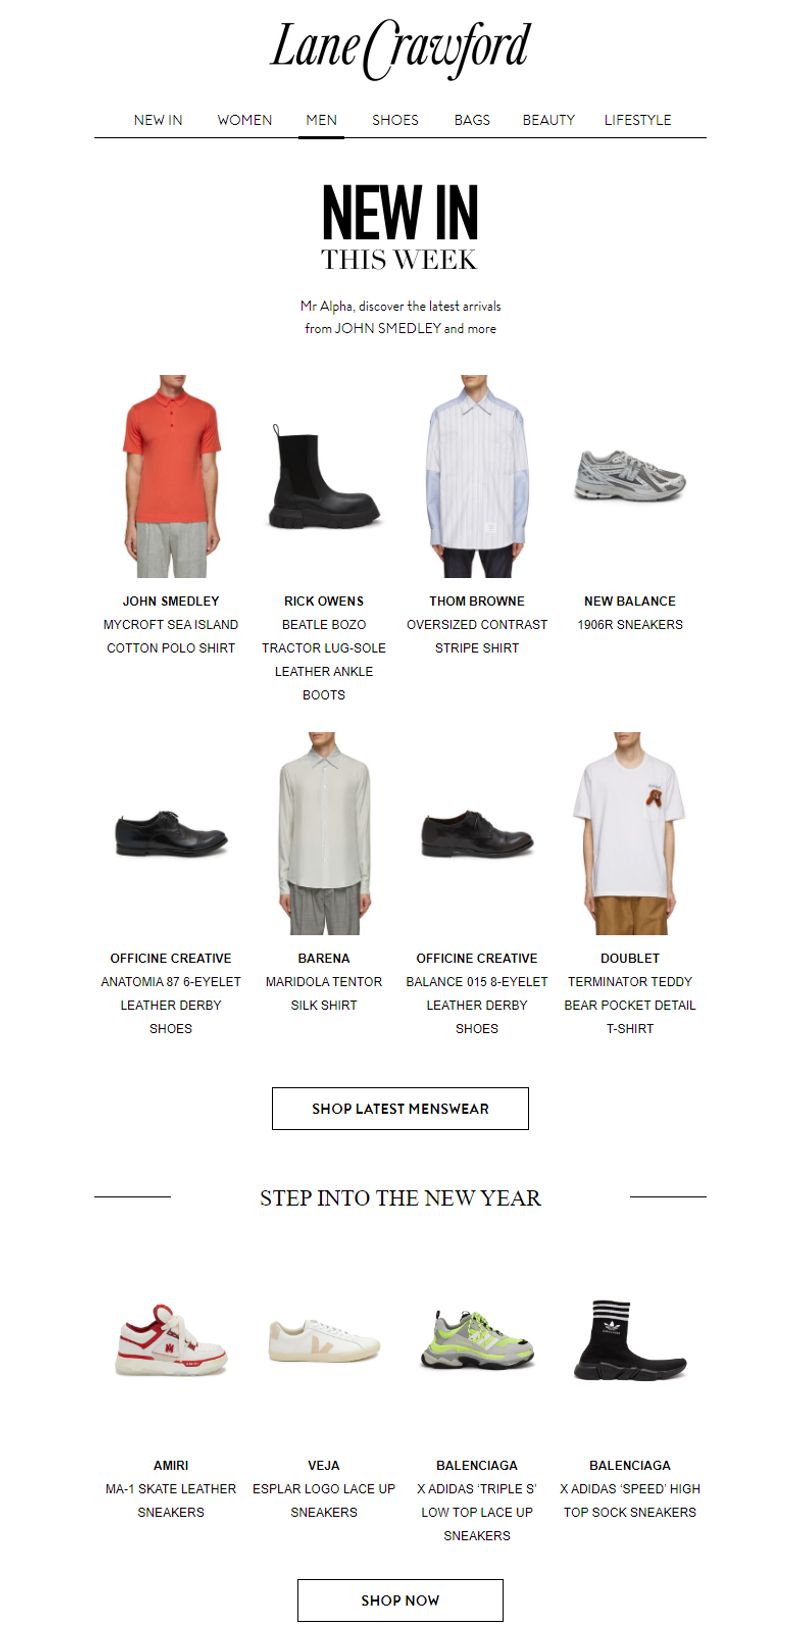 Lane Crawford
NEW IN WOMEN MEN SHOES BAGS BEAUTY LIFESTYLE
NEW IN
THIS WEEK
Mr Alpha, discover the latest arrivals
from JOHN SMEDLEY and more
JOHN SMEDLEY
MYCROFT SEA ISLAND
COTTON POLO SHIRT
RICK OWENS
BEATLE BOZO
TRACTOR LUG-SOLE
LEATHER ANKLE
BOOTS
THOM BROWNE
OVERSIZED CONTRAST
STRIPE SHIRT
NEW BALANCE
1906R SNEAKERS
OFFICINE CREATIVE
ANATOMIA 87 6-EYELET
LEATHER DERBY
SHOES
BARENA
MARIDOLA TENTOR
SILK SHIRT
OFFICINE CREATIVE
BALANCE 015 8-EYELET
LEATHER DERBY
SHOES
DOUBLET
TERMINATOR TEDDY
BEAR POCKET DETAIL
T-SHIRT
SHOP LATEST MENSWEAR
STEP INTO THE NEW YEAR
AMIRI
MA-1 SKATE LEATHER
SNEAKERS
VEJA
ESPLAR LOGO LACE UP
SNEAKERS
BALENCIAGA
X ADIDAS ‘TRIPLE S’
LOW TOP LACE UP
SNEAKERS
BALENCIAGA
X ADIDAS ‘SPEED’ HIGH
TOP SOCK SNEAKERS
SHOP NOW